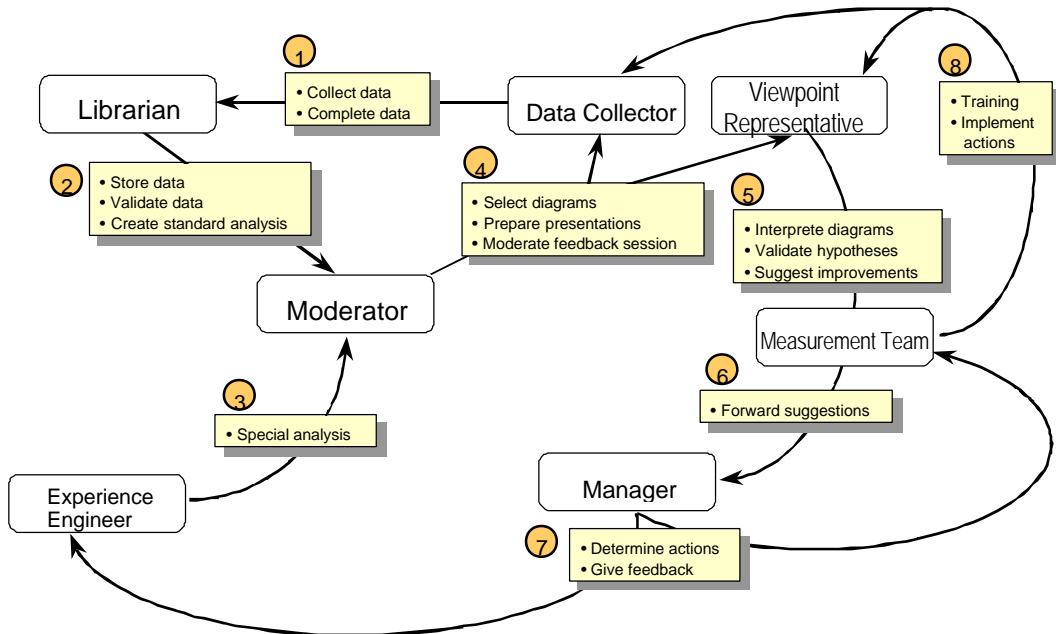 1
• Collect data
• Complete data
Librarian
Data Collector
Viewpoint
Representative
8
• Training
• Implement
actions
2
• Store data
• Validate data
• Create standard analysis
4
• Select diagrams
• Prepare presentations
• Moderate feedback session
5
• Interprete diagrams
• Validate hypotheses
• Suggest improvements
Moderator
Measurement Team
3
• Special analysis
6
• Forward suggestions
Experience
Engineer
Manager
7
• Determine actions
• Give feedback